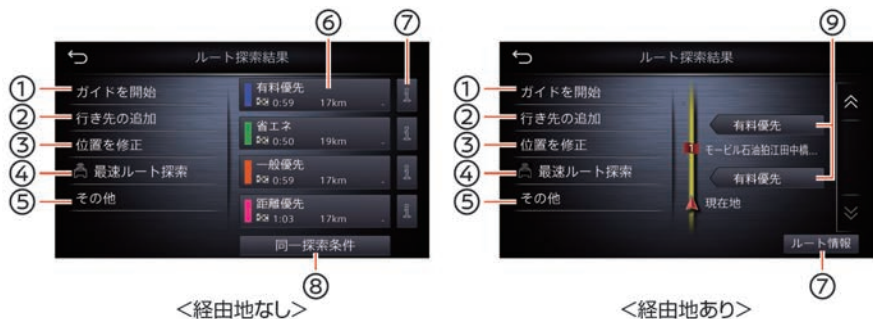 ⑥ ⑦ ⑨
ルート探索結果
① ガイドを開始
② 行き先の追加
③ 位置を修正
④ 最速ルート探索
⑤ その他
有料優先
0:59 17km
省エネ
0:50 19km
一般優先
0:59 17km
距離優先
1:03 17km
同一探索条件
⑧
<経由地なし>
ルート探索結果
① ガイドを開始
② 行き先の追加
③ 位置を修正
④ 最速ルート探索
⑤ その他
有料優先
1 モービル石油狛江田中橋...
有料優先
現在地
ルート情報
⑦
<経由地あり>